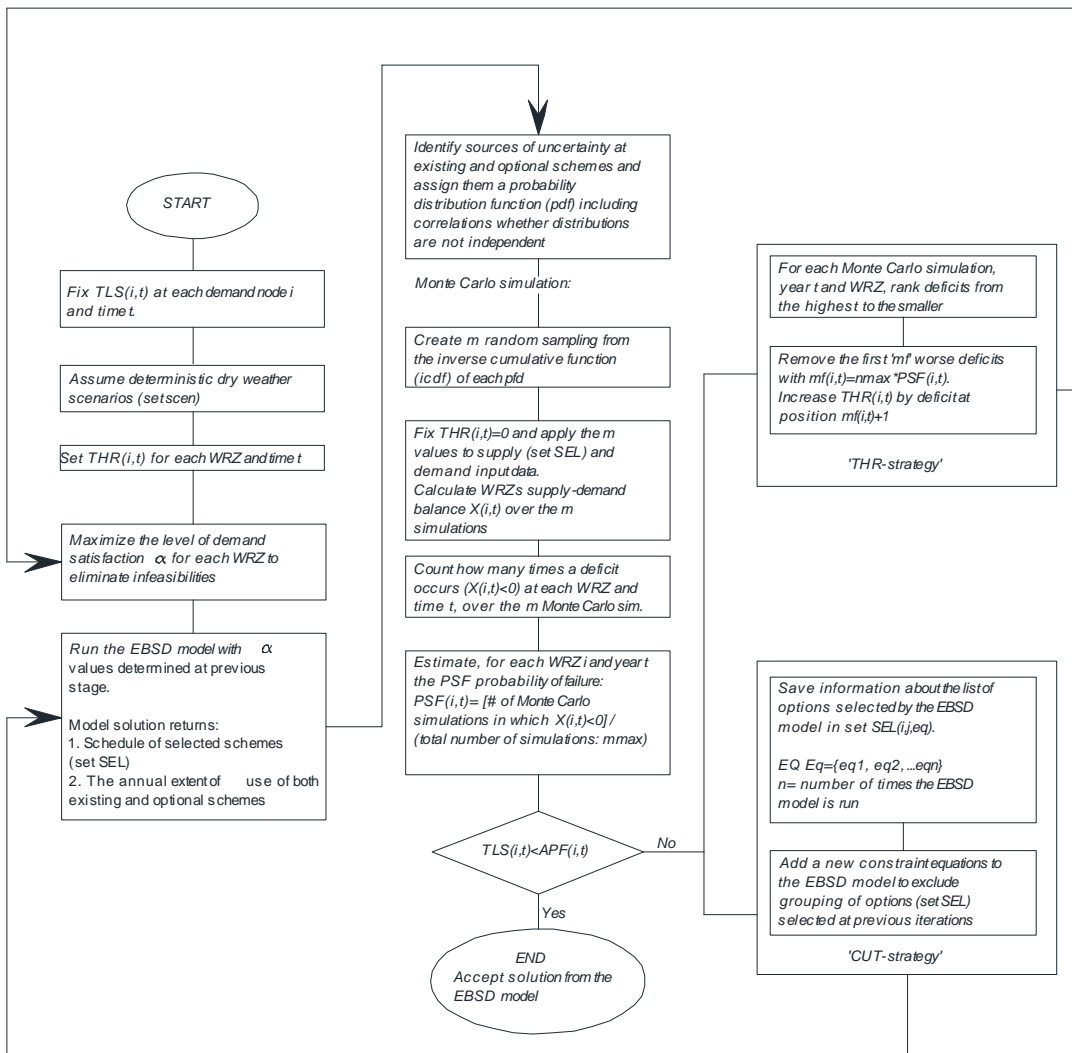 START
Fix TLS(i,t) at each demand node i
and time t.
Assume deterministic dry weather
scenarios (set scen)
Set THR(i,t) for each WRZ and time t
Maximize the level of demand
satisfaction α for each WRZ to
eliminate infeasibilities
Run the EBSD model with α
values determined at previous
stage.
Model solution returns:
1. Schedule of selected schemes
(set SEL)
2. The annual extent of use of both
existing and optional schemes
Identify sources of uncertainty at
existing and optional schemes and
assign them a probability
distribution function (pdf) including
correlations whether distributions
are not independent
Monte Carlo simulation:
Create m random sampling from
the inverse cumulative function
(icdf) of each pfd
Fix THR(i,t)=0 and apply the m
values to supply (set SEL) and
demand input data.
Calculate WRZs supply-demand
balance X(i,t) over the m
simulations
Count how many times a deficit
occurs (X(i,t)<0) at each WRZ and
time t, over the m Monte Carlo sim.
Estimate, for each WRZ i and year t
the PSF probability of failure:
PSF(i,t)= [# of Monte Carlo
simulations in which X(i,t)<0] /
(total number of simulations: mmax)
TLS(i,t)<APF(i,t)
No
Yes
END
Accept solution from the
EBSD model
For each Monte Carlo simulation,
year t and WRZ, rank deficits from
the highest to the smaller
Remove the first 'mf' worse deficits
with mf(i,t)=nmax*PSF(i,t).
Increase THR(i,t) by deficit at
position mf(i,t)+1
'THR-strategy'
Save information about the list of
options selected by the EBSD
model in set SEL(i,j,eq).
EQ Eq={eq1, eq2, ...eqn}
n= number of times the EBSD
model is run
Add a new constraint equations to
the EBSD model to exclude
grouping of options (set SEL)
selected at previous iterations
'CUT-strategy'